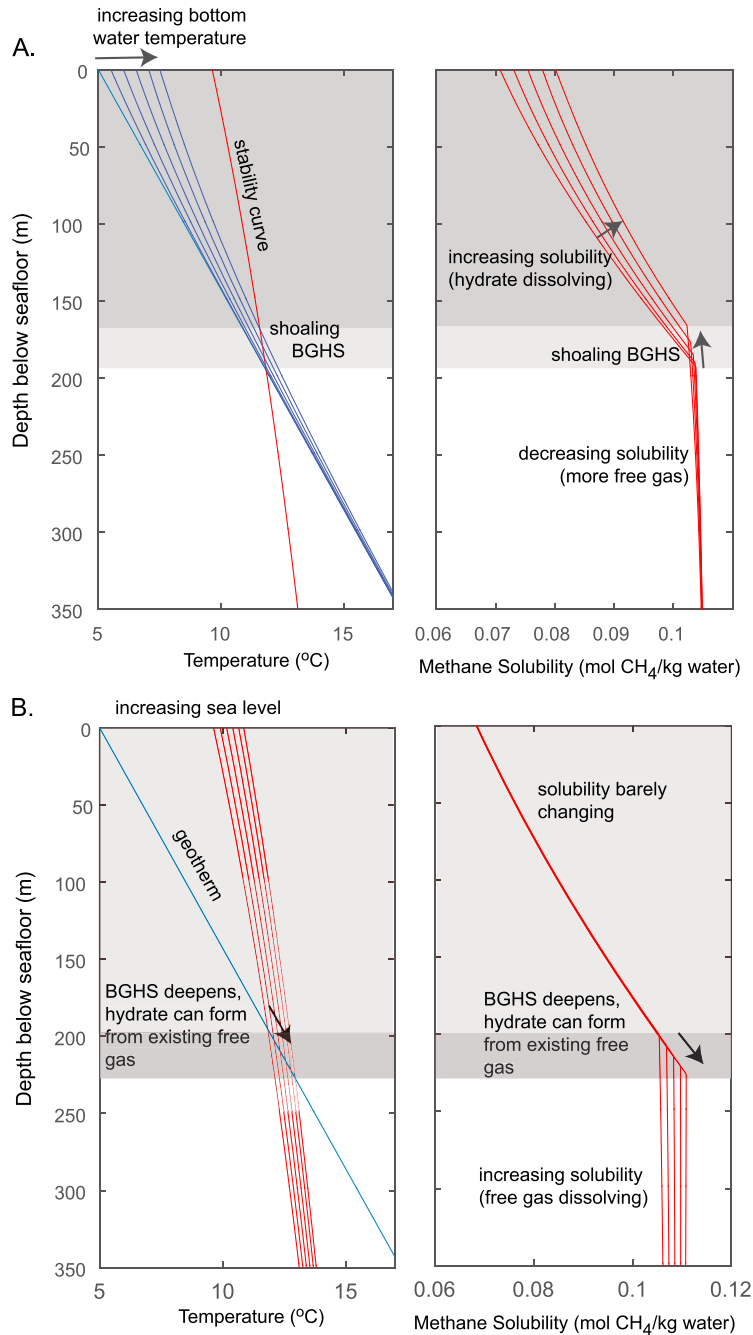 increasing bottom
water temperature
A.
0
50
100
150
200
250
300
350
Depth below seafloor (m)
stability curve
shoaling
BGHS
5
10
15
Temperature (oC)
increasing solubility
(hydrate dissolving)
shoaling BGHS
decreasing solubility
(more free gas)
0.06
0.07
0.08
0.09
0.1
Methane Solubility (mol CH4/kg water)
B.
increasing sea level
0
50
100
150
200
250
300
350
Depth below seafloor (m)
geotherm
BGHS deepens,
hydrate can form
from existing free
gas
5
10
15
Temperature (oC)
solubility barely
changing
BGHS deepens,
hydrate can form
from existing free
gas
increasing solubility
(free gas dissolving)
0.06
0.08
0.1
0.12
Methane Solubility (mol CH4/kg water)